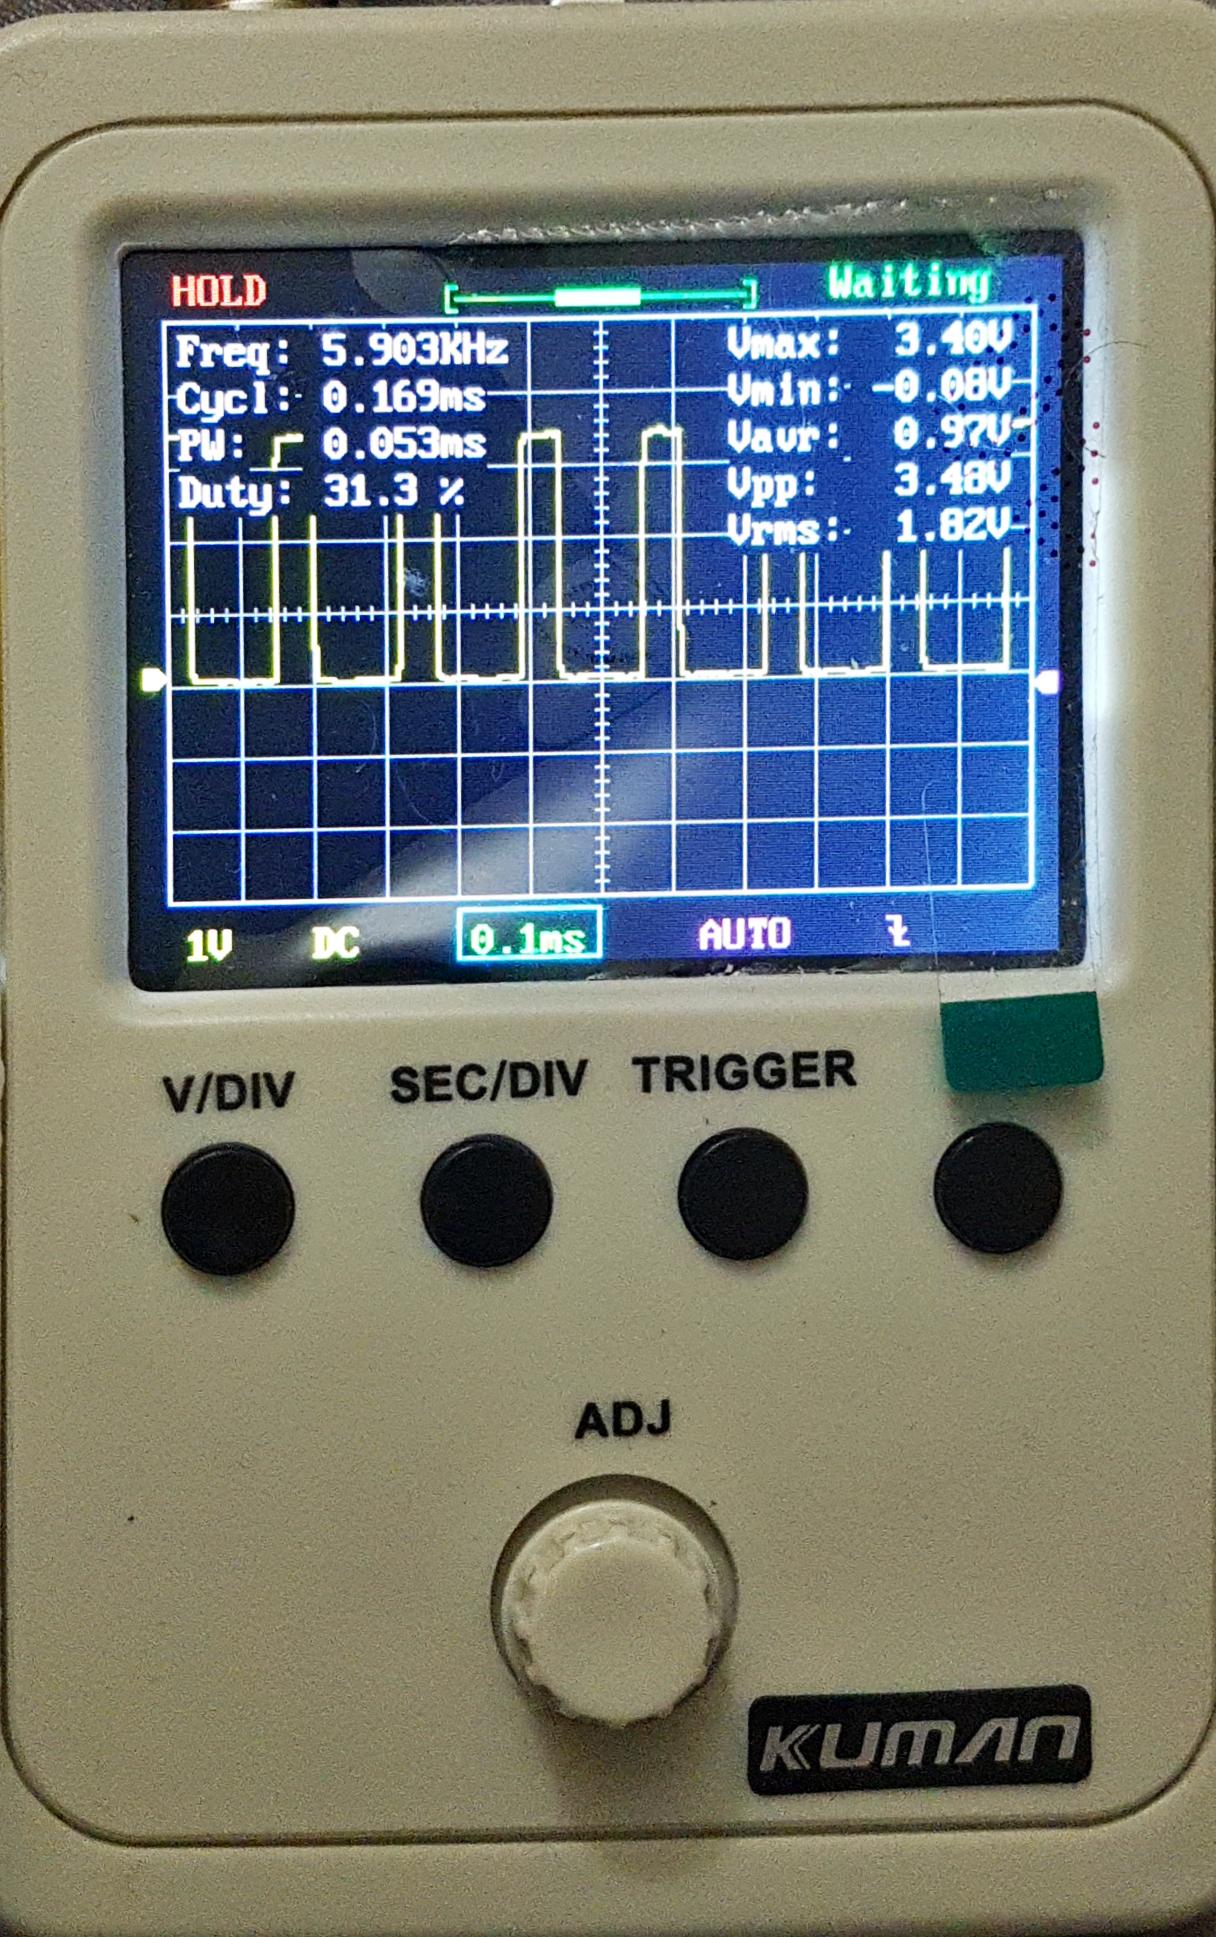 HOLD
Waiting
Freq: 5.903KHz
Cycl: 0.169ms
PW: 0.053ms
Duty: 31.3 %
Vmax: 3.40V
Vmin: -0.08V
Vavr: 0.97V
Vpp: 3.48V
Vrms: 1.82V
1V DC 0.1ms AUTO
V/DIV SEC/DIV TRIGGER
ADJ
KUMAN